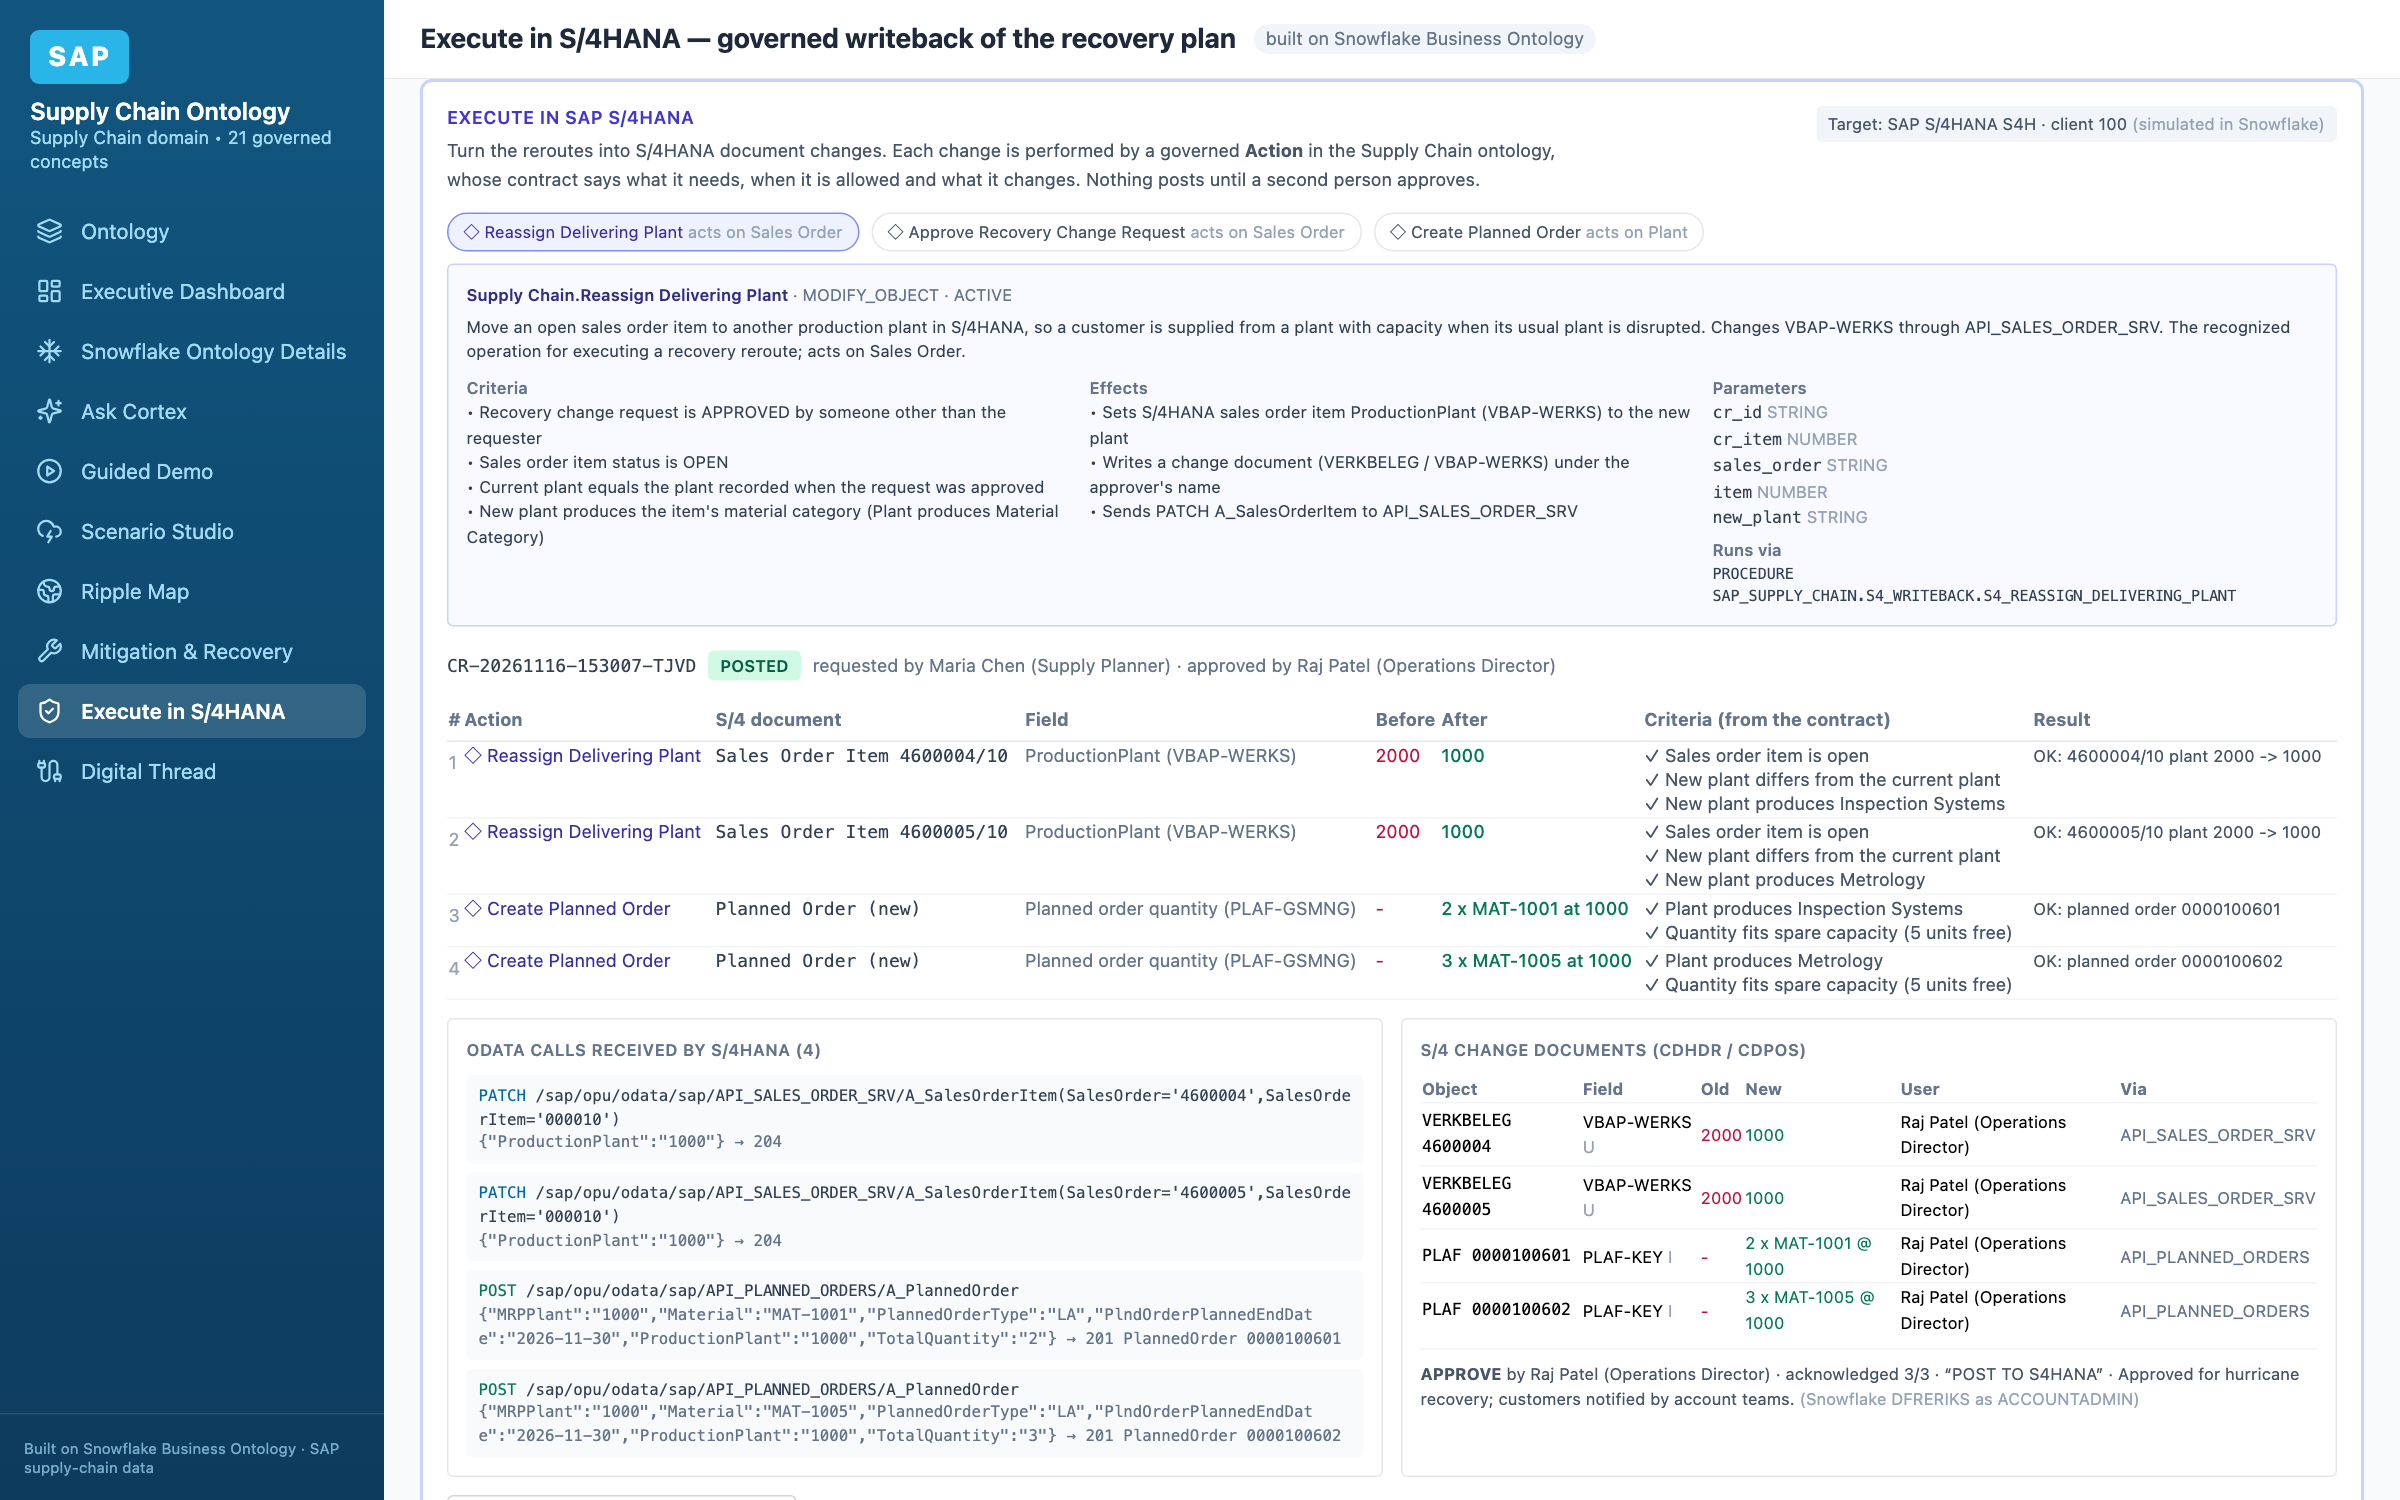 SAP
Supply Chain Ontology
Supply Chain domain • 21 governed
concepts
Ontology
Executive Dashboard
Snowflake Ontology Details
Ask Cortex
Guided Demo
Scenario Studio
Ripple Map
Mitigation & Recovery
Execute in S/4HANA
Digital Thread
Built on Snowflake Business Ontology · SAP
supply-chain data
Execute in S/4HANA — governed writeback of the recovery plan built on Snowflake Business Ontology
EXECUTE IN SAP S/4HANA
Target: SAP S/4HANA S4H · client 100 (simulated in Snowflake)
Turn the reroutes into S/4HANA document changes. Each change is performed by a governed Action in the Supply Chain ontology,
whose contract says what it needs, when it is allowed and what it changes. Nothing posts until a second person approves.
◇ Reassign Delivering Plant acts on Sales Order ◇ Approve Recovery Change Request acts on Sales Order ◇ Create Planned Order acts on Plant
Supply Chain.Reassign Delivering Plant · MODIFY_OBJECT · ACTIVE
Move an open sales order item to another production plant in S/4HANA, so a customer is supplied from a plant with capacity when its usual plant is disrupted. Changes VBAP-WERKS through API_SALES_ORDER_SRV. The recognized
operation for executing a recovery reroute; acts on Sales Order.
Criteria
• Recovery change request is APPROVED by someone other than the
requester
• Sales order item status is OPEN
• Current plant equals the plant recorded when the request was approved
• New plant produces the item's material category (Plant produces Material
Category)
Effects
• Sets S/4HANA sales order item ProductionPlant (VBAP-WERKS) to the new
plant
• Writes a change document (VERKBELEG / VBAP-WERKS) under the
approver's name
• Sends PATCH A_SalesOrderItem to API_SALES_ORDER_SRV
Parameters
cr_id STRING
cr_item NUMBER
sales_order STRING
item NUMBER
new_plant STRING
Runs via
PROCEDURE
SAP_SUPPLY_CHAIN.S4_WRITEBACK.S4_REASSIGN_DELIVERING_PLANT
CR-20261116-153007-TJVD POSTED requested by Maria Chen (Supply Planner) · approved by Raj Patel (Operations Director)
# Action S/4 document Field Before After Criteria (from the contract) Result
1 ◇ Reassign Delivering Plant Sales Order Item 4600004/10 ProductionPlant (VBAP-WERKS) 2000 1000 ✓ Sales order item is open OK: 4600004/10 plant 2000 -> 1000
✓ New plant differs from the current plant
✓ New plant produces Inspection Systems
2 ◇ Reassign Delivering Plant Sales Order Item 4600005/10 ProductionPlant (VBAP-WERKS) 2000 1000 ✓ Sales order item is open OK: 4600005/10 plant 2000 -> 1000
✓ New plant differs from the current plant
✓ New plant produces Metrology
3 ◇ Create Planned Order Planned Order (new) Planned order quantity (PLAF-GSMNG) - 2 x MAT-1001 at 1000 ✓ Plant produces Inspection Systems OK: planned order 0000100601
✓ Quantity fits spare capacity (5 units free)
4 ◇ Create Planned Order Planned Order (new) Planned order quantity (PLAF-GSMNG) - 3 x MAT-1005 at 1000 ✓ Plant produces Metrology OK: planned order 0000100602
✓ Quantity fits spare capacity (5 units free)
ODATA CALLS RECEIVED BY S/4HANA (4)
PATCH /sap/opu/odata/sap/API_SALES_ORDER_SRV/A_SalesOrderItem(SalesOrder='4600004',SalesOrde
rItem='000010')
{"ProductionPlant":"1000"} → 204
PATCH /sap/opu/odata/sap/API_SALES_ORDER_SRV/A_SalesOrderItem(SalesOrder='4600005',SalesOrde
rItem='000010')
{"ProductionPlant":"1000"} → 204
POST /sap/opu/odata/sap/API_PLANNED_ORDERS/A_PlannedOrder
{"MRPPlant":"1000","Material":"MAT-1001","PlannedOrderType":"LA","PlndOrderPlannedEndDat
e":"2026-11-30","ProductionPlant":"1000","TotalQuantity":"2"} → 201 PlannedOrder 0000100601
POST /sap/opu/odata/sap/API_PLANNED_ORDERS/A_PlannedOrder
{"MRPPlant":"1000","Material":"MAT-1005","PlannedOrderType":"LA","PlndOrderPlannedEndDat
e":"2026-11-30","ProductionPlant":"1000","TotalQuantity":"3"} → 201 PlannedOrder 0000100602
S/4 CHANGE DOCUMENTS (CDHDR / CDPOS)
Object Field Old New User Via
VERKBELEG 4600004 VBAP-WERKS U 2000 1000 Raj Patel (Operations Director) API_SALES_ORDER_SRV
VERKBELEG 4600005 VBAP-WERKS U 2000 1000 Raj Patel (Operations Director) API_SALES_ORDER_SRV
PLAF 0000100601 PLAF-KEY I - 2 x MAT-1001 @ 1000 Raj Patel (Operations Director) API_PLANNED_ORDERS
PLAF 0000100602 PLAF-KEY I - 3 x MAT-1005 @ 1000 Raj Patel (Operations Director) API_PLANNED_ORDERS
APPROVE by Raj Patel (Operations Director) · acknowledged 3/3 · “POST TO S4HANA” · Approved for hurricane
recovery; customers notified by account teams. (Snowflake DFRERIKS as ACCOUNTADMIN)